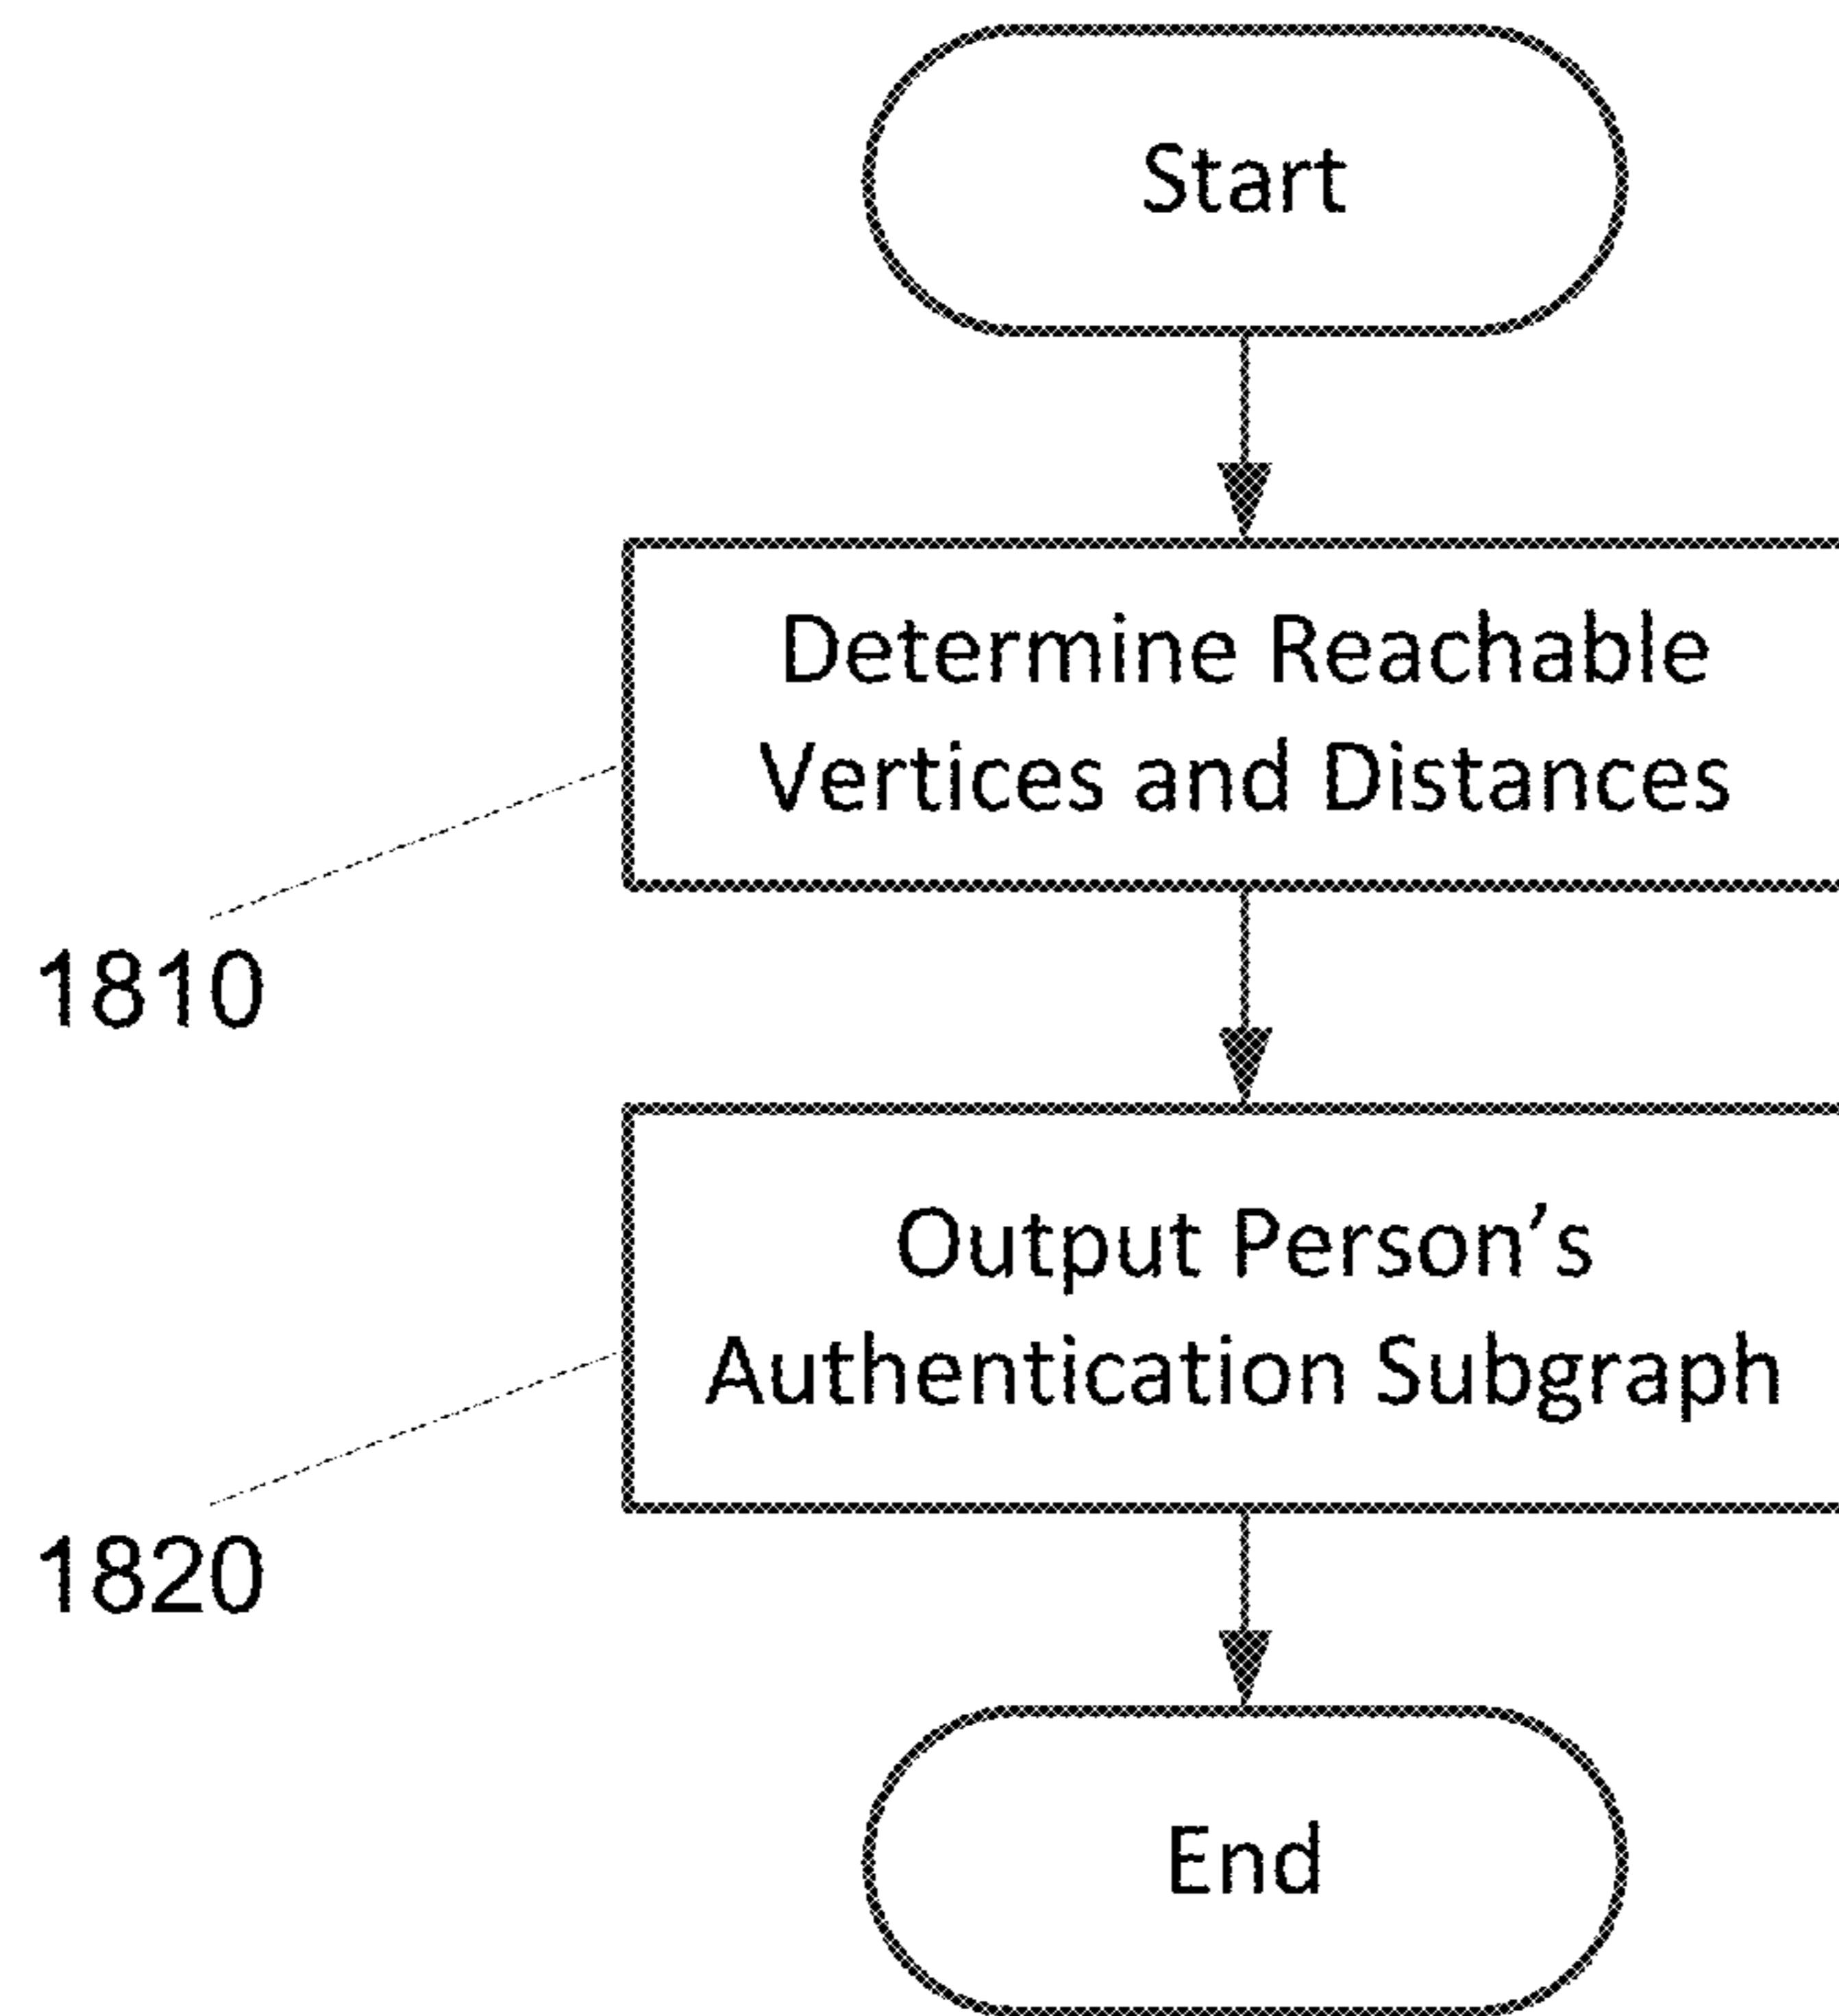 Start
Determine Reachable
Vertices and Distances
1810
Output Person’s
Authentication Subgraph
1820
End